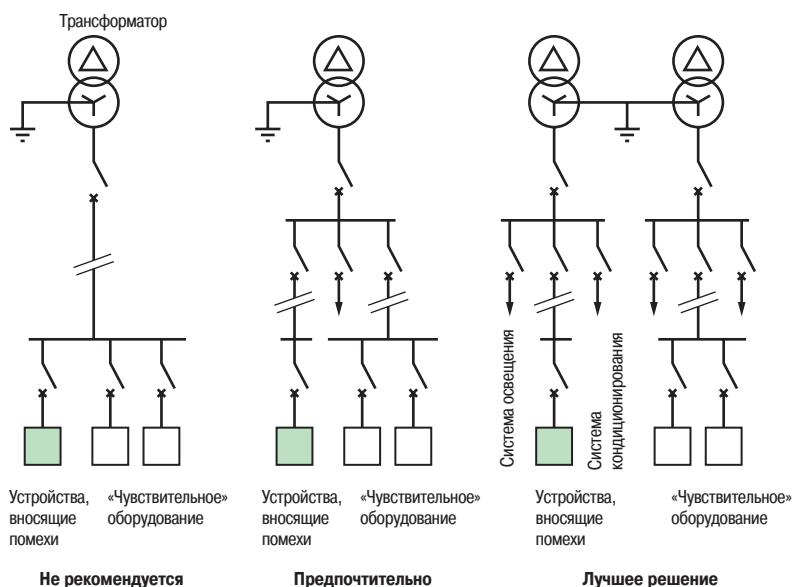 Трансформатор
Система освещения
Система
кондиционирования
Устройства,
вносящие
помехи
«Чувствительное»
оборудование
Устройства,
вносящие
помехи
«Чувствительное»
оборудование
Устройства,
вносящие
помехи
«Чувствительное»
оборудование
Не рекомендуется
Предпочтительно
Лучшее решение